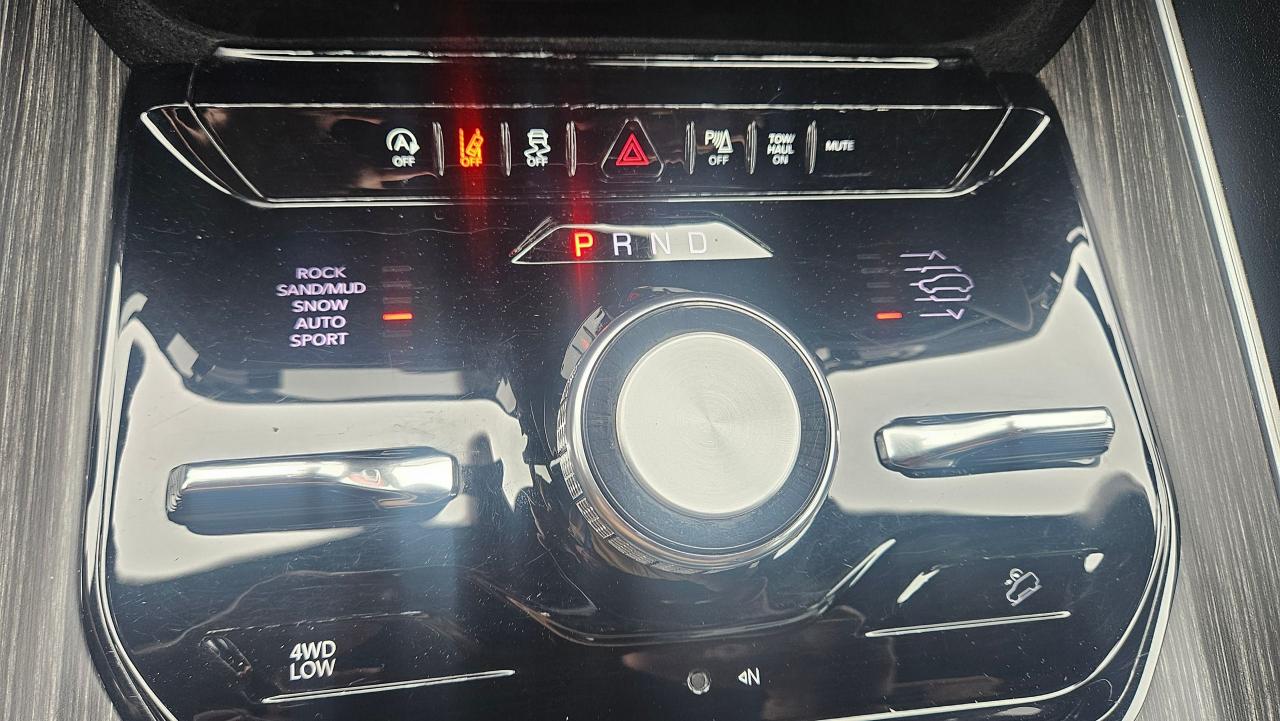 A OFF
OFF
OFF
P OFF
TOW/
HAUL
ON
MUTE
P R N D
ROCK
SAND/MUD
SNOW
AUTO
SPORT
4WD
LOW
N